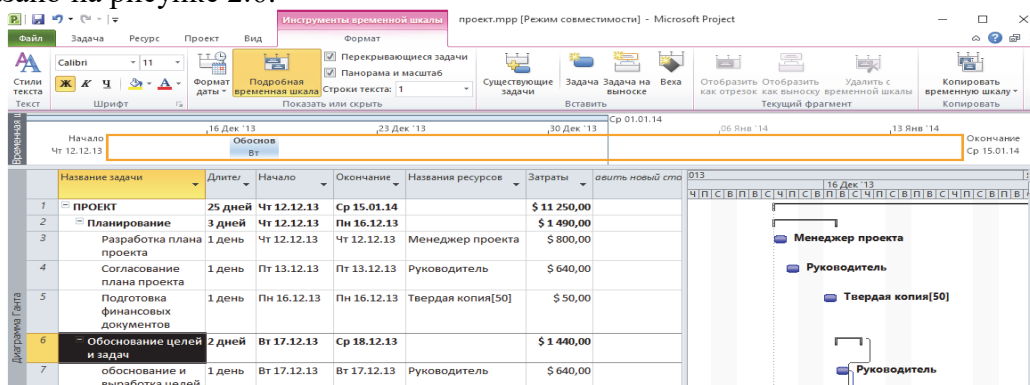 Инструменты временной шкалы проект.mpp [Режим совместимости] - Microsoft Project
Файл Задача Ресурс Проект Вид Формат
Calibri 11
Перекрывающиеся задачи
Панорама и масштаб
Строки текста: 1
Стили текста
Ж К Ч А
Формат даты
Подробная временная шкала
Существующие задачи
Задача Задача на выноске Веха
Отобразить как отрезок Отобразить как выноску Удалить с временной шкалы
Копировать временную шкалу
Текст Шрифт Показать или скрыть Вставить Текущий фрагмент Копировать
Ср 01.01.14
16 Дек '13 23 Дек '13 30 Дек '13 06 Янв '14 13 Янв '14
Начало
Чт 12.12.13
Обоснов
Вт
Окончание
Ср 15.01.14
Название задачи Длител Начало Окончание Названия ресурсов Затраты авить новый сто
013
16 Дек '13
Ч П С В П В С Ч П С В П В С Ч П С В П В С Ч П С В П В
1 ПРОЕКТ 25 дней Чт 12.12.13 Ср 15.01.14 $ 11 250,00
2 Планирование 3 дней Чт 12.12.13 Пн 16.12.13 $ 1 490,00
3 Разработка плана проекта 1 день Чт 12.12.13 Чт 12.12.13 Менеджер проекта $ 800,00 Менеджер проекта
4 Согласование плана проекта 1 день Пт 13.12.13 Пт 13.12.13 Руководитель $ 640,00 Руководитель
5 Подготовка финансовых документов 1 день Пн 16.12.13 Пн 16.12.13 Твердая копия[50] $ 50,00 Твердая копия[50]
6 Обоснование целей и задач 2 дней Вт 17.12.13 Ср 18.12.13 $ 1 440,00
7 обоснование и выработка целей 1 день Вт 17.12.13 Вт 17.12.13 Руководитель $ 640,00 Руководитель
Диаграмма Ганта